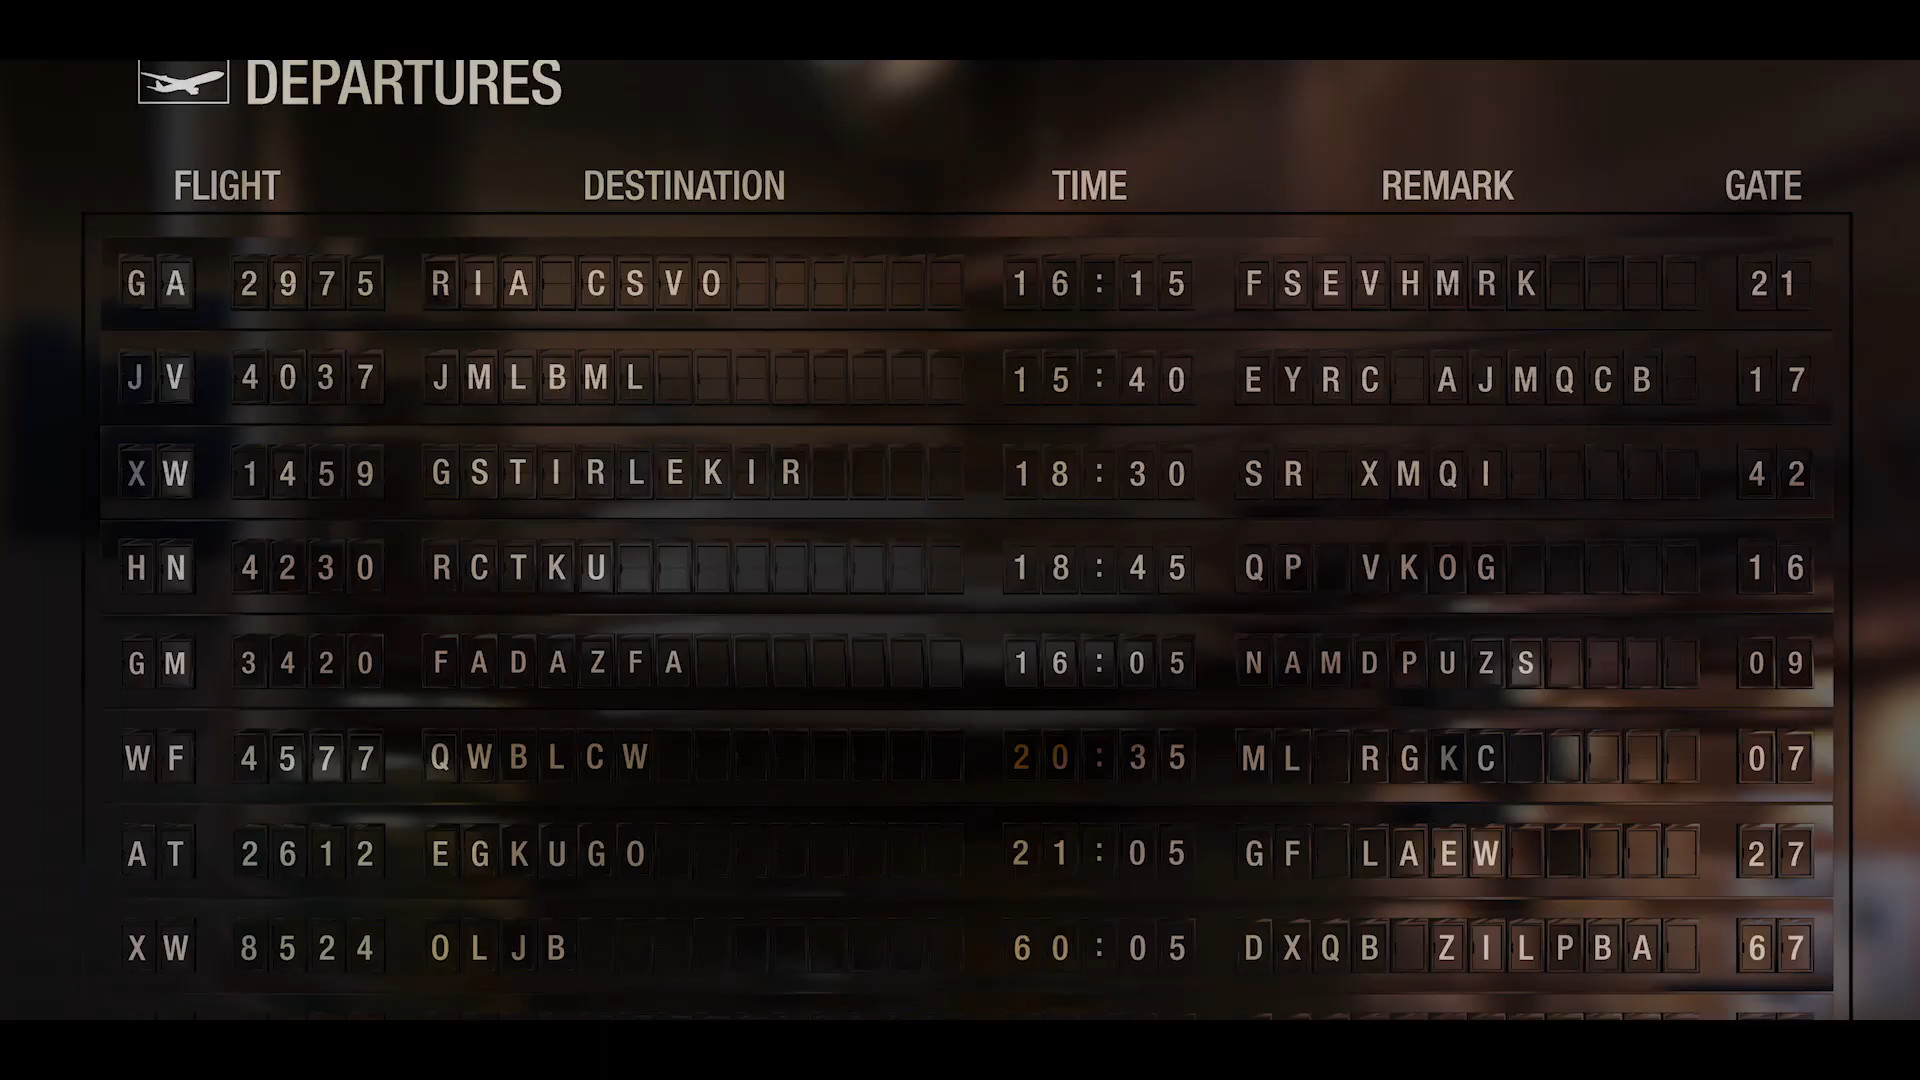 DEPARTURES
FLIGHT DESTINATION TIME REMARK GATE
GA 2975 RIA CSVO 16:15 FSEVHMRK 21
JV 4037 JMLBML 15:40 EYRC AJMQCB 17
XW 1459 GSTIRLEKIR 18:30 SR XMQI 42
HN 4230 RCTKU 18:45 QP VKOG 16
GM 3420 FADAZFA 16:05 NAMDPUZS 09
WF 4577 QWBLCW 20:35 ML RGKC 07
AT 2612 EGKUGO 21:05 GF LAEW 27
XW 8524 OLJB 60:05 DXQB ZILPBA 67